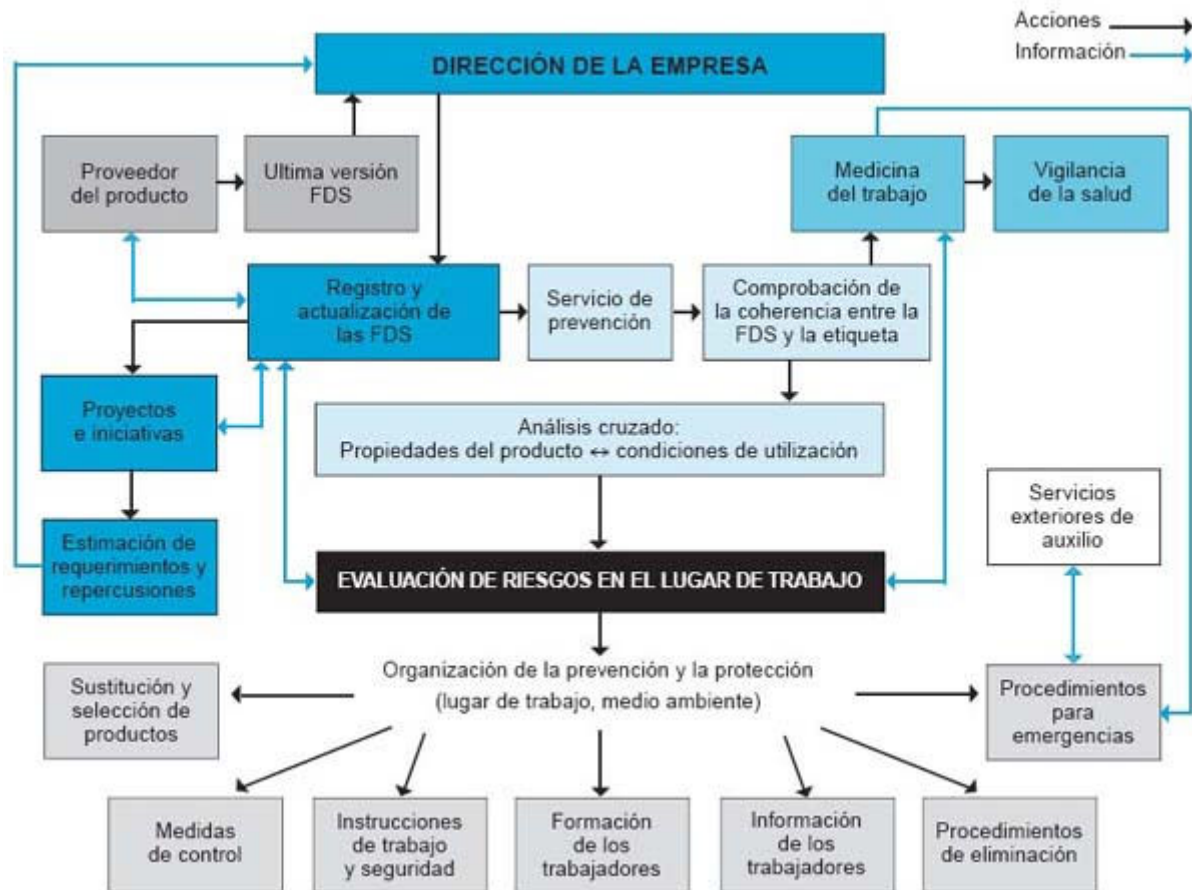 Acciones
Información
DIRECCIÓN DE LA EMPRESA
Proveedor
del producto
Ultima versión
FDS
Medicina
del trabajo
Vigilancia
de la salud
Registro y
actualización de
las FDS
Servicio de
prevención
Comprobación de
la coherencia entre la
FDS y la etiqueta
Proyectos
e iniciativas
Análisis cruzado:
Propiedades del producto ↔ condiciones de utilización
Servicios
exteriores de
auxilio
Estimación de
requerimientos y
repercusiones
EVALUACIÓN DE RIESGOS EN EL LUGAR DE TRABAJO
Organización de la prevención y la protección
(lugar de trabajo, medio ambiente)
Sustitución y
selección de
productos
Procedimientos
para
emergencias
Medidas
de control
Instrucciones
de trabajo
y seguridad
Formación
de los
trabajadores
Información
de los
trabajadores
Procedimientos
de eliminación